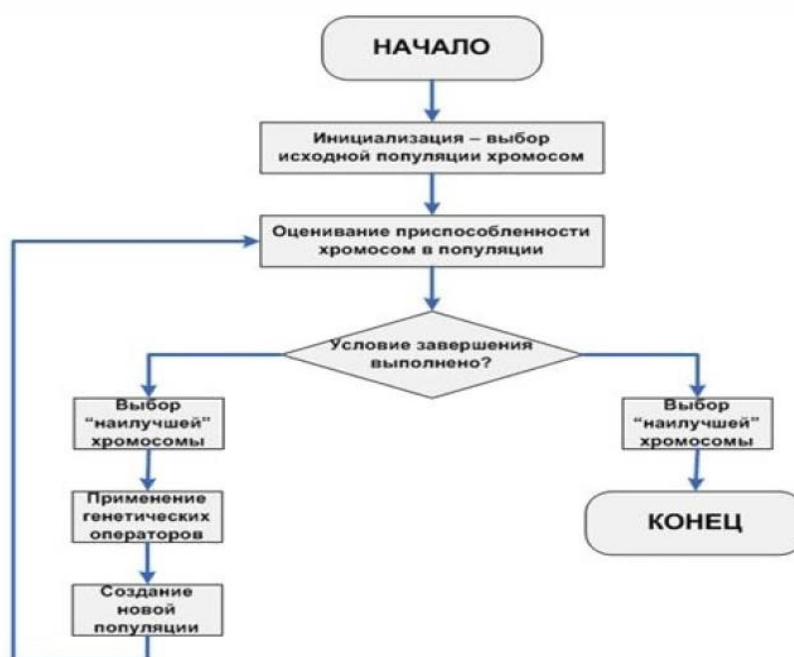 НАЧАЛО
Инициализация – выбор
исходной популяции хромосом
Оценивание приспособленности
хромосом в популяции
Условие завершения
выполнено?
Выбор
“наилучшей”
хромосомы
Применение
генетических
операторов
Создание
новой
популяции
Выбор
“наилучшей”
хромосомы
КОНЕЦ